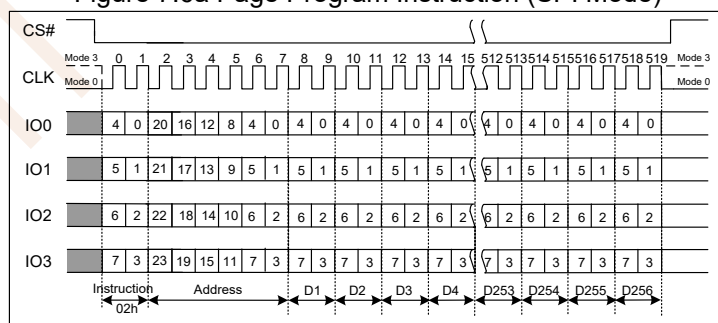 Figure 11.6a Page Program Instruction (QPI Mode)
CS#
Mode 3 0 1 2 3 4 5 6 7 8 9 10 11 12 13 14 15 512 513 514 515 516 517 518 519 Mode 3
CLK Mode 0 Mode 0
IO0 4 0 20 16 12 8 4 0 4 0 4 0 4 0 4 0 4 0 4 0 4 0 4 0
IO1 5 1 21 17 13 9 5 1 5 1 5 1 5 1 5 1 5 1 5 1 5 1 5 1
IO2 6 2 22 18 14 10 6 2 6 2 6 2 6 2 6 2 6 2 6 2 6 2 6 2
IO3 7 3 23 19 15 11 7 3 7 3 7 3 7 3 7 3 7 3 7 3 7 3 7 3
Instruction Address D1 D2 D3 D4 D253 D254 D255 D256
02h